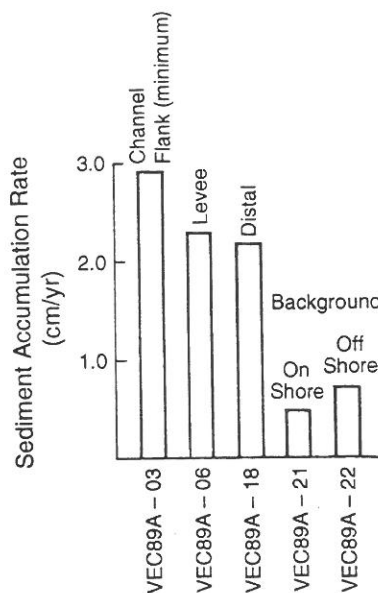 Sediment Accumulation Rate
(cm/yr)
3.0
2.0
1.0
Channel
Flank (minimum)
Levee
Distal
Background
On
Shore
Off
Shore
VEC89A – 03
VEC89A – 06
VEC89A – 18
VEC89A – 21
VEC89A – 22